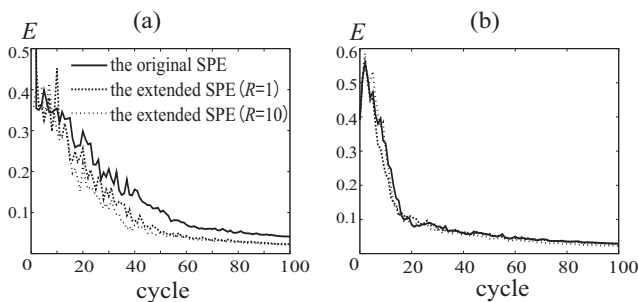 (a)
E
0.5
0.4
0.3
0.2
0.1
0 20 40 60 80 100
cycle
the original SPE
the extended SPE (R=1)
the extended SPE (R=10)
(b)
E
0.6
0.5
0.4
0.3
0.2
0.1
0 20 40 60 80 100
cycle